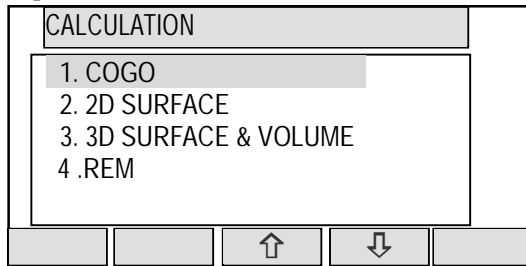 CALCULATION
1. COGO
2. 2D SURFACE
3. 3D SURFACE & VOLUME
4 .REM